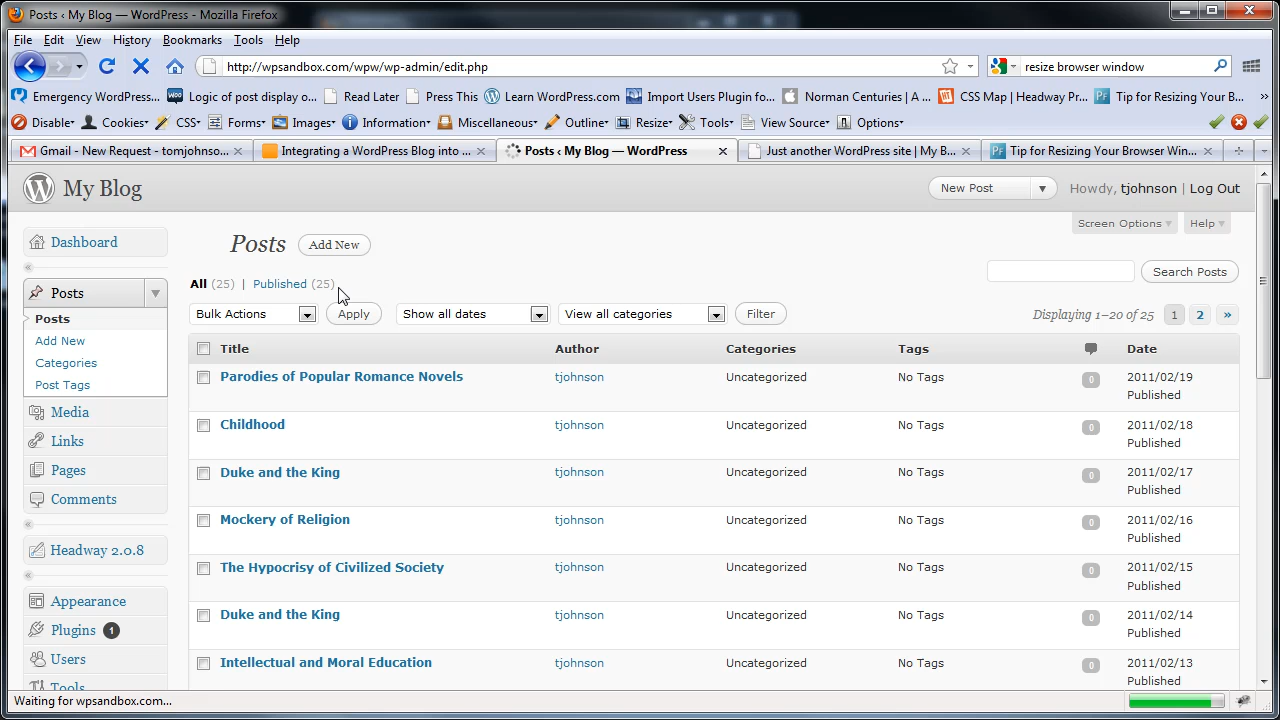 Posts ‹ My Blog — WordPress - Mozilla Firefox
File Edit View History Bookmarks Tools Help
http://wpsandbox.com/wpw/wp-admin/edit.php
resize browser window
Emergency WordPress... Logic of post display o... Read Later Press This Learn WordPress.com Import Users Plugin fo... Norman Centuries | A ... CSS Map | Headway Pr... Tip for Resizing Your B... »
Disable Cookies CSS Forms Images Information Miscellaneous Outline Resize Tools View Source Options
Gmail - New Request - tomjohnso... Integrating a WordPress Blog into ... Posts ‹ My Blog — WordPress Just another WordPress site | My B... Tip for Resizing Your Browser Win...
My Blog
New Post
Howdy, tjohnson | Log Out
Screen Options Help
Posts Add New
Search Posts
All (25) | Published (25)
Bulk Actions Apply Show all dates View all categories Filter Displaying 1–20 of 25 1 2 »
Title Author Categories Tags Date
Parodies of Popular Romance Novels tjohnson Uncategorized No Tags 0 2011/02/19
Published
Childhood tjohnson Uncategorized No Tags 0 2011/02/18
Published
Duke and the King tjohnson Uncategorized No Tags 0 2011/02/17
Published
Mockery of Religion tjohnson Uncategorized No Tags 0 2011/02/16
Published
The Hypocrisy of Civilized Society tjohnson Uncategorized No Tags 0 2011/02/15
Published
Duke and the King tjohnson Uncategorized No Tags 0 2011/02/14
Published
Intellectual and Moral Education tjohnson Uncategorized No Tags 0 2011/02/13
Published
Dashboard
Posts
Posts
Add New
Categories
Post Tags
Media
Links
Pages
Comments
Headway 2.0.8
Appearance
Plugins 1
Users
Tools
Waiting for wpsandbox.com...